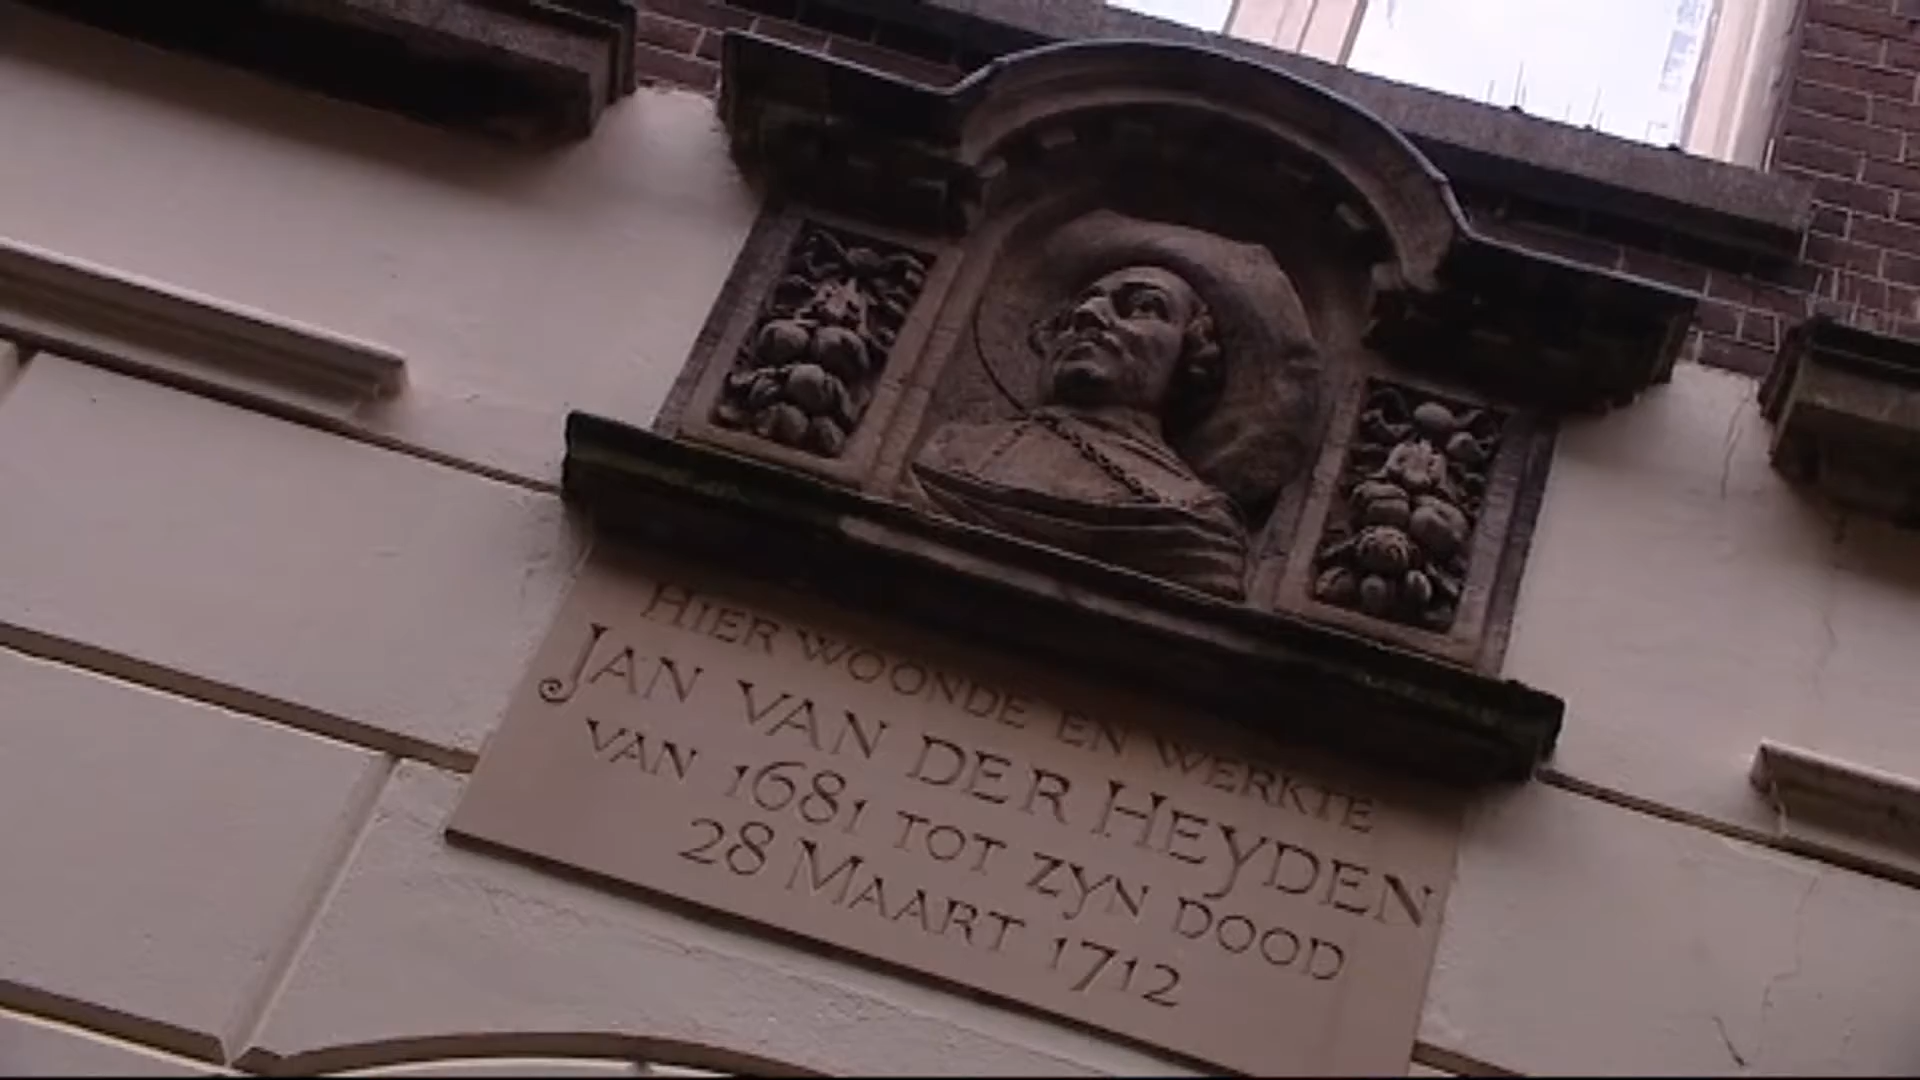 HIER WOONDE EN WERKTE
JAN VAN DER HEYDEN
VAN 1681 TOT ZYN DOOD
28 MAART 1712